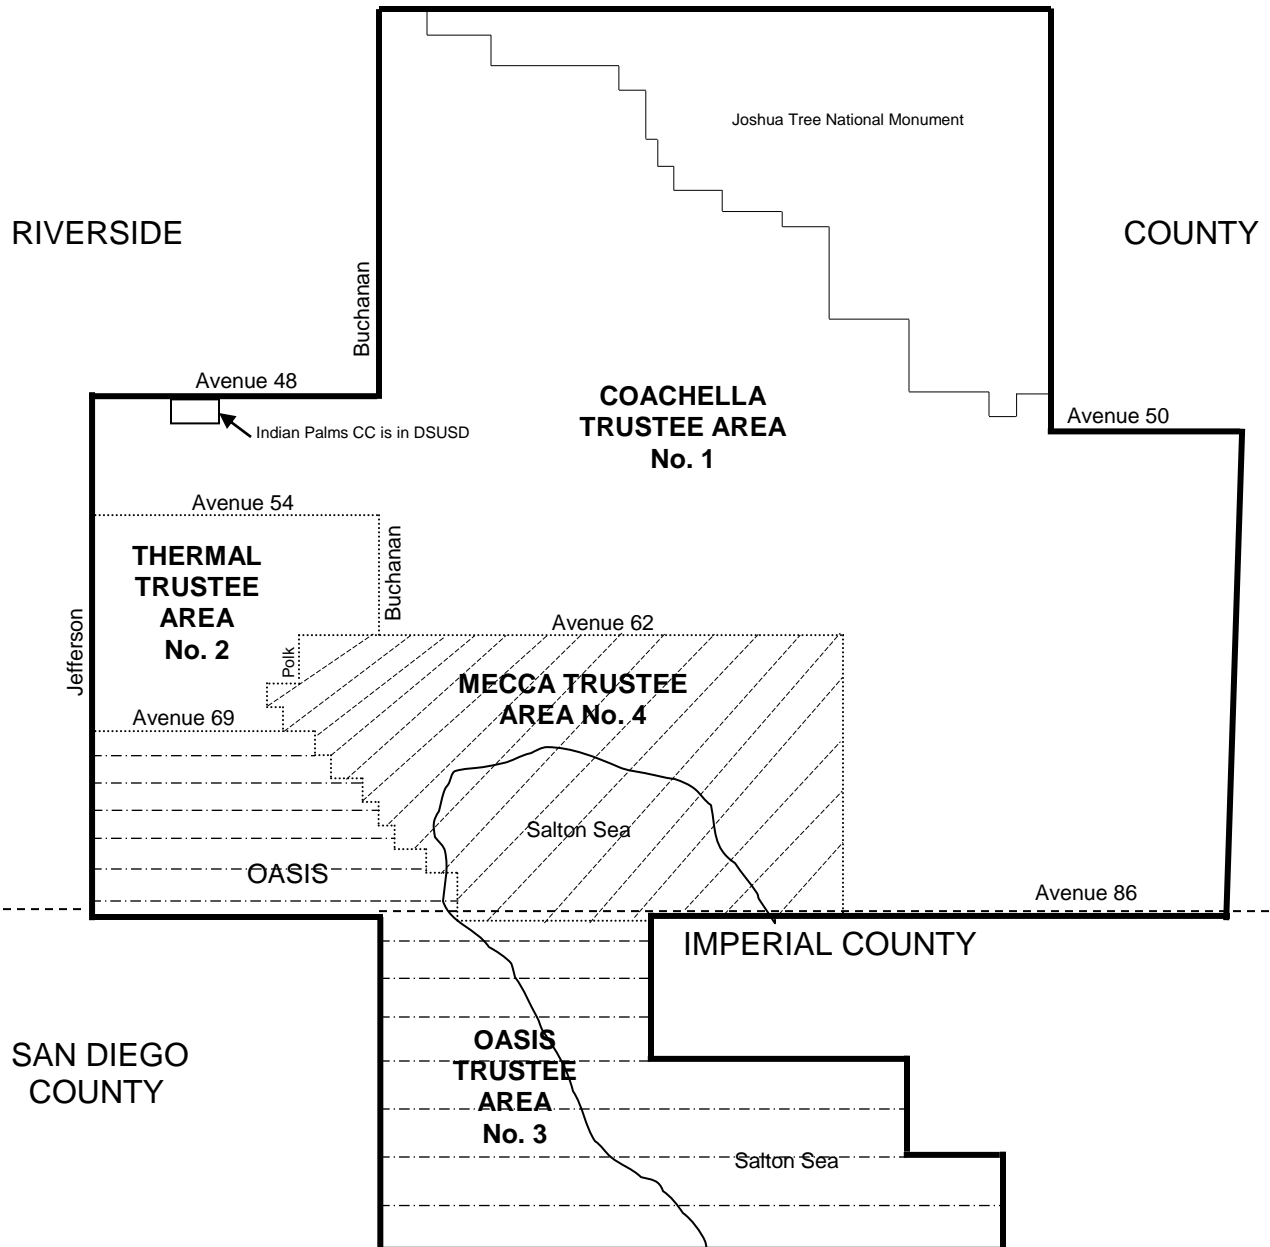 Joshua Tree National Monument
RIVERSIDE
COUNTY
Buchanan
Avenue 48
COACHELLA
TRUSTEE AREA
No. 1
Avenue 50
Indian Palms CC is in DSUSD
Avenue 54
THERMAL
TRUSTEE
AREA
No. 2
Buchanan
Jefferson
Avenue 62
Polk
MECCA TRUSTEE
AREA No. 4
Avenue 69
Salton Sea
OASIS
Avenue 86
IMPERIAL COUNTY
SAN DIEGO
COUNTY
OASIS
TRUSTEE
AREA
No. 3
Salton Sea